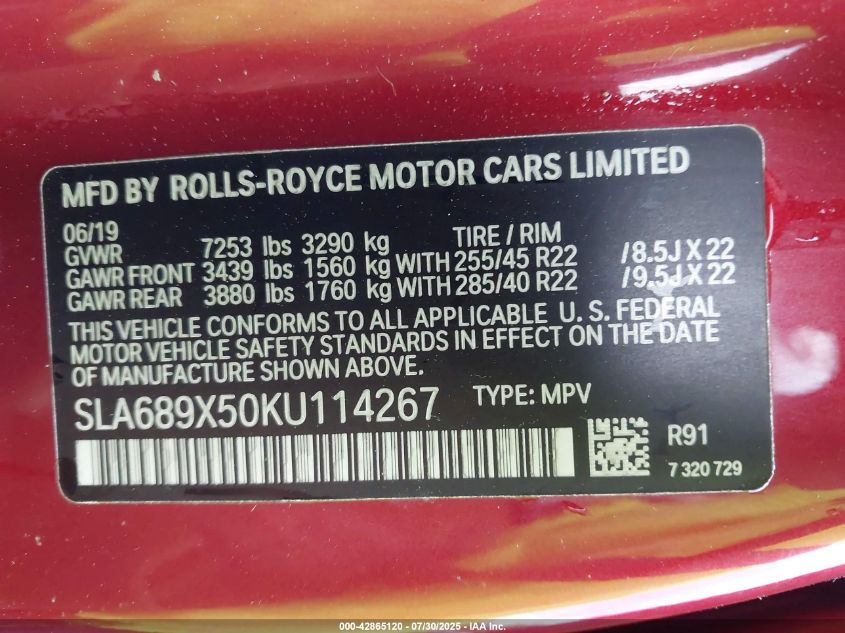 MFD BY ROLLS-ROYCE MOTOR CARS LIMITED
06/19 TIRE / RIM
GVWR 7253 lbs 3290 kg
GAWR FRONT 3439 lbs 1560 kg WITH 255/45 R22 /8.5J X 22
GAWR REAR 3880 lbs 1760 kg WITH 285/40 R22 /9.5J X 22
THIS VEHICLE CONFORMS TO ALL APPLICABLE U. S. FEDERAL
MOTOR VEHICLE SAFETY STANDARDS IN EFFECT ON THE DATE
OF MANUFACTURE SHOWN ABOVE.
SLA689X50KU114267 TYPE: MPV
R91
7 320 729
000-42865120 - 07/30/2025 - IAA Inc.